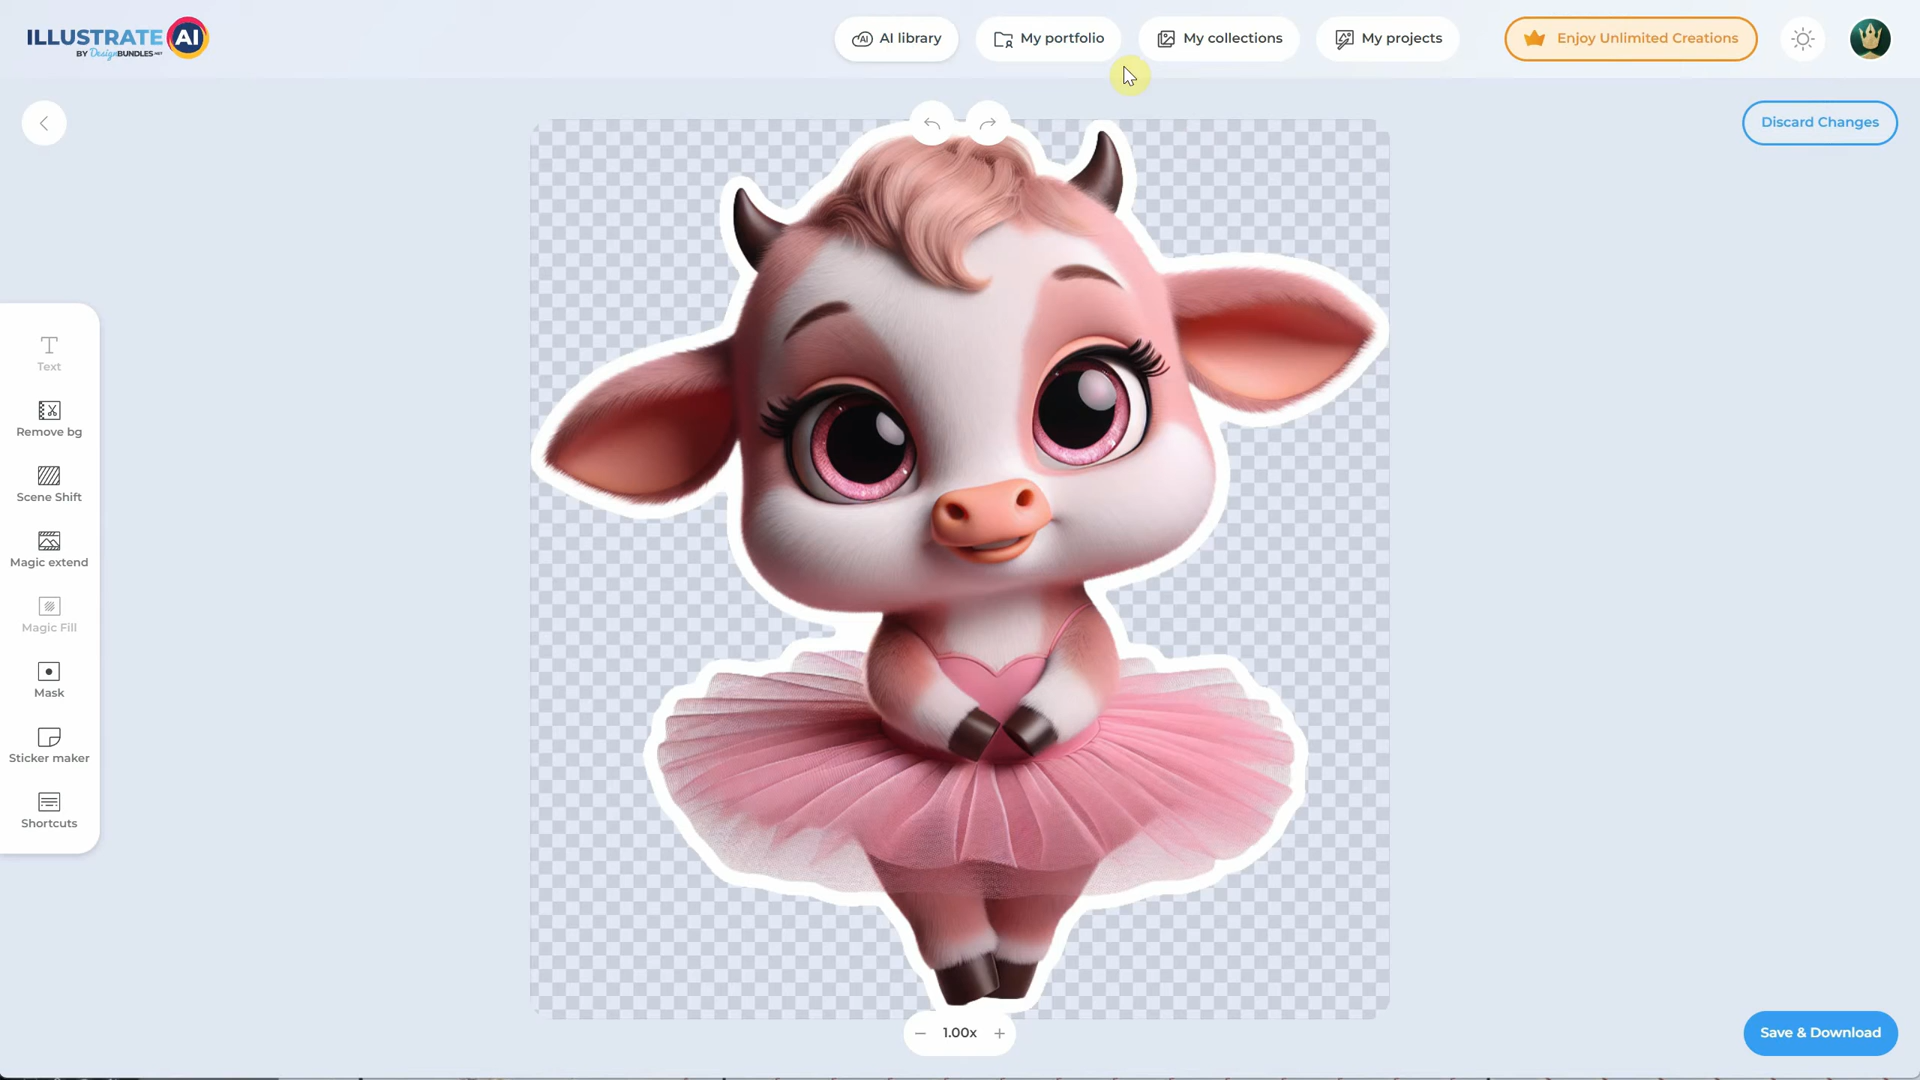 ILLUSTRATE AI
BY DesignBUNDLES.NET
AI library
My portfolio
My collections
My projects
Enjoy Unlimited Creations
Discard Changes
Text
Remove bg
Scene Shift
Magic extend
Magic Fill
Mask
Sticker maker
Shortcuts
1.00x
Save & Download